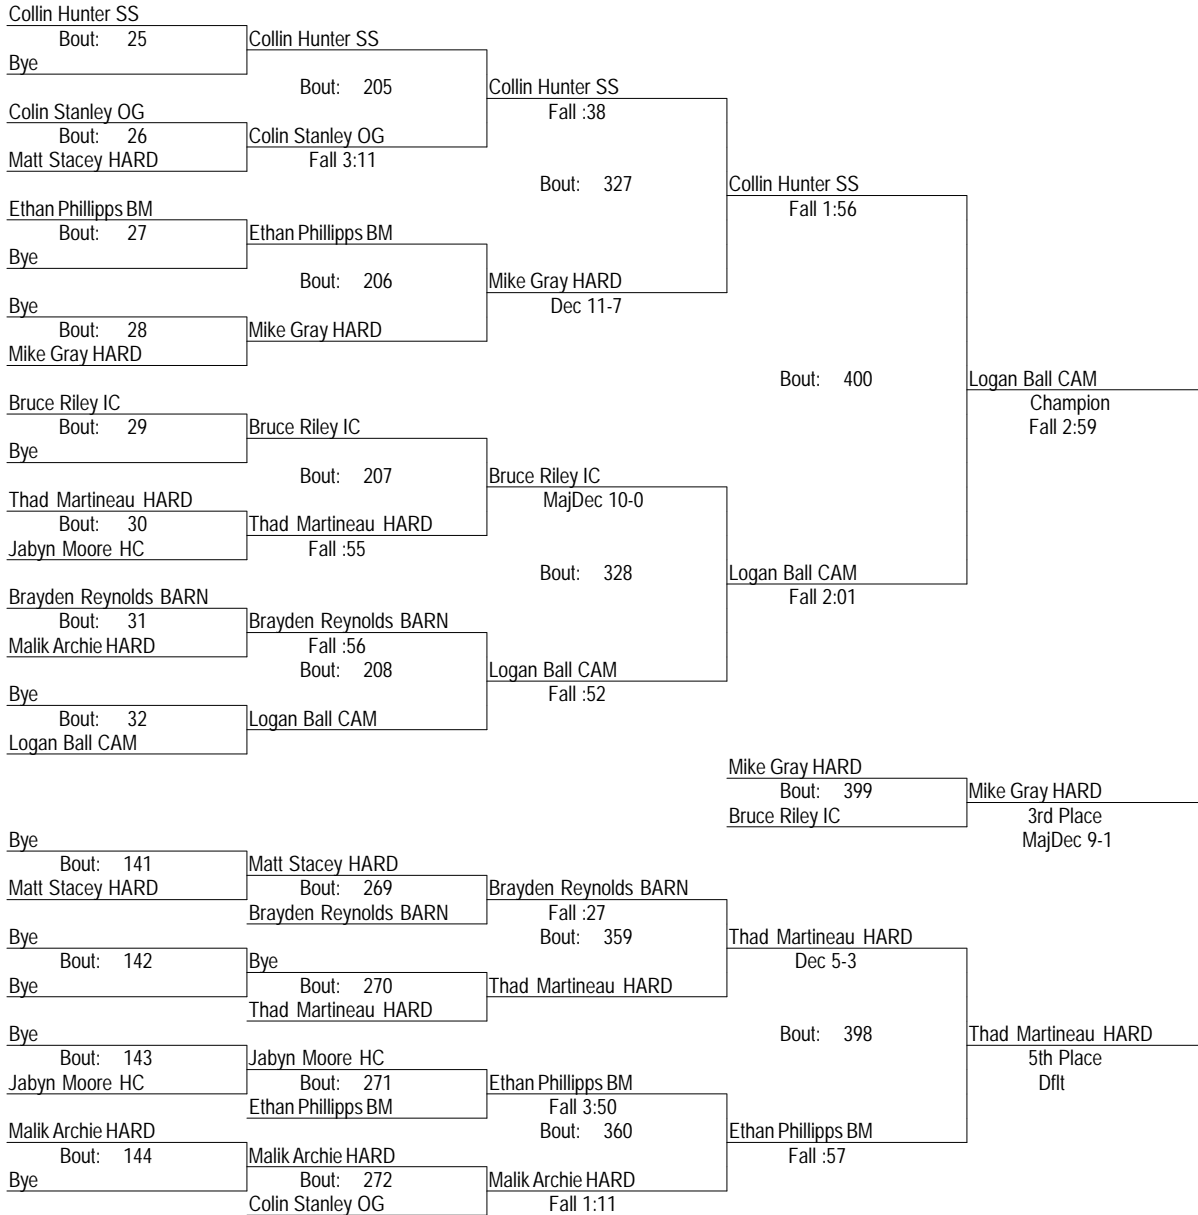 Collin Hunter SS
Bout: 25
Collin Hunter SS
Bye
Bout: 205
Collin Hunter SS
Fall :38
Colin Stanley OG
Bout: 26
Colin Stanley OG
Matt Stacey HARD
Fall 3:11
Bout: 327
Collin Hunter SS
Fall 1:56
Ethan Phillipps BM
Bout: 27
Ethan Phillipps BM
Bye
Bout: 206
Mike Gray HARD
Dec 11-7
Bye
Bout: 28
Mike Gray HARD
Mike Gray HARD
Bout: 400
Logan Ball CAM
Champion
Fall 2:59
Bruce Riley IC
Bout: 29
Bruce Riley IC
Bye
Bout: 207
Bruce Riley IC
MajDec 10-0
Thad Martineau HARD
Bout: 30
Thad Martineau HARD
Jabyn Moore HC
Fall :55
Bout: 328
Logan Ball CAM
Fall 2:01
Brayden Reynolds BARN
Bout: 31
Brayden Reynolds BARN
Malik Archie HARD
Fall :56
Bout: 208
Logan Ball CAM
Fall :52
Bye
Bout: 32
Logan Ball CAM
Logan Ball CAM
Mike Gray HARD
Bout: 399
Mike Gray HARD
Bruce Riley IC
3rd Place
MajDec 9-1
Bye
Bout: 141
Matt Stacey HARD
Matt Stacey HARD
Bout: 269
Brayden Reynolds BARN
Brayden Reynolds BARN
Fall :27
Bye
Bout: 359
Thad Martineau HARD
Dec 5-3
Bout: 142
Bye
Bye
Bout: 270
Thad Martineau HARD
Thad Martineau HARD
Bye
Bout: 398
Thad Martineau HARD
5th Place
Dflt
Bout: 143
Jabyn Moore HC
Jabyn Moore HC
Bout: 271
Ethan Phillipps BM
Ethan Phillipps BM
Fall 3:50
Malik Archie HARD
Bout: 360
Ethan Phillipps BM
Fall :57
Bout: 144
Malik Archie HARD
Bye
Bout: 272
Malik Archie HARD
Colin Stanley OG
Fall 1:11